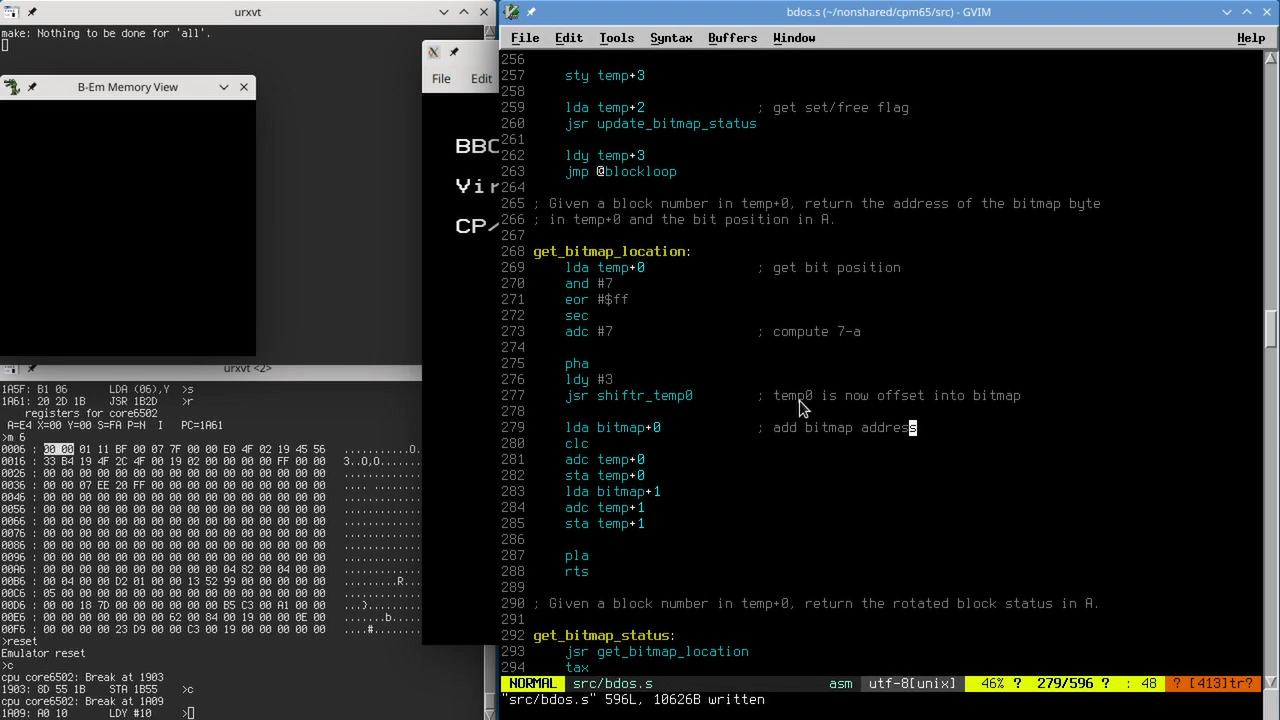 urxvt
make: Nothing to be done for 'all'.
B-Em Memory View
File Edit
BBC
Vir
CP/
urxvt <2>
1A5F: B1 06 LDA (06),Y >s
1A61: 20 2D 1B JSR 1B2D >r
registers for core6502
A=E4 X=00 Y=00 S=FA P=N I PC=1A61
>m 6
0006 : 00 00 01 11 BF 00 07 7F 00 00 E0 4F 02 19 45 56 ...........O..
0016 : 33 B4 19 4F 2C 4F 00 19 02 00 00 00 00 FF 00 00 3..O,O..
0026 : 00 00 00 00 00 00 00 00 00 00 00 00 00 00 00 00
0036 : 00 00 07 EE 20 FF 00 00 00 00 00 00 00 00 00 00
0046 : 00 00 00 00 00 00 00 00 00 00 00 00 00 00 00 00
0056 : 00 00 00 00 00 00 00 00 00 00 00 00 00 00 00 00
0066 : 00 00 00 00 00 00 00 00 00 00 00 00 00 00 00 00
0076 : 00 00 00 00 00 00 00 00 00 00 00 00 00 00 00 00
0086 : 00 00 00 00 00 00 00 00 00 00 00 00 00 00 00 00
0096 : 00 00 00 00 00 00 00 00 00 00 00 04 82 00 04 00
00A6 : 00 00 00 00 00 00 00 00 00 00 00 00 00 00 00 00
00B6 : 00 04 00 00 D2 01 00 00 13 52 99 00 00 00 00 00 .........R
00C6 : 05 00 00 00 00 00 00 00 00 00 00 00 00 00 00 00
00D6 : 00 00 18 7D 00 00 00 00 00 B5 C3 00 A1 00 00 00 ...}
00E6 : 00 00 00 00 00 00 00 00 62 00 84 00 19 00 00 0E ........b
00F6 : 00 00 00 00 23 D9 00 00 C3 00 19 00 00 00 00 00 ....#
>reset
Emulator reset
>c
cpu core6502: Break at 1903
1903: 8D 55 1B STA 1B55 >c
cpu core6502: Break at 1A09
1A09: A0 10 LDY #10 >
bdos.s (~/nonshared/cpm65/src) - GVIM
File Edit Tools Syntax Buffers Window Help
256
257 sty temp+3
258
259 lda temp+2 ; get set/free flag
260 jsr update_bitmap_status
261
262 ldy temp+3
263 jmp @blockloop
264
265 ; Given a block number in temp+0, return the address of the bitmap byte
266 ; in temp+0 and the bit position in A.
267
268 get_bitmap_location:
269 lda temp+0 ; get bit position
270 and #7
271 eor #$ff
272 sec
273 adc #7 ; compute 7-a
274
275 pha
276 ldy #3
277 jsr shiftr_temp0 ; temp0 is now offset into bitmap
278
279 lda bitmap+0 ; add bitmap address
280 clc
281 adc temp+0
282 sta temp+0
283 lda bitmap+1
284 adc temp+1
285 sta temp+1
286
287 pla
288 rts
289
290 ; Given a block number in temp+0, return the rotated block status in A.
291
292 get_bitmap_status:
293 jsr get_bitmap_location
294 tax
NORMAL src/bdos.s asm utf-8[unix] 46% ? 279/596 ? : 48 ? [413]tr?
"src/bdos.s" 596L, 10626B written